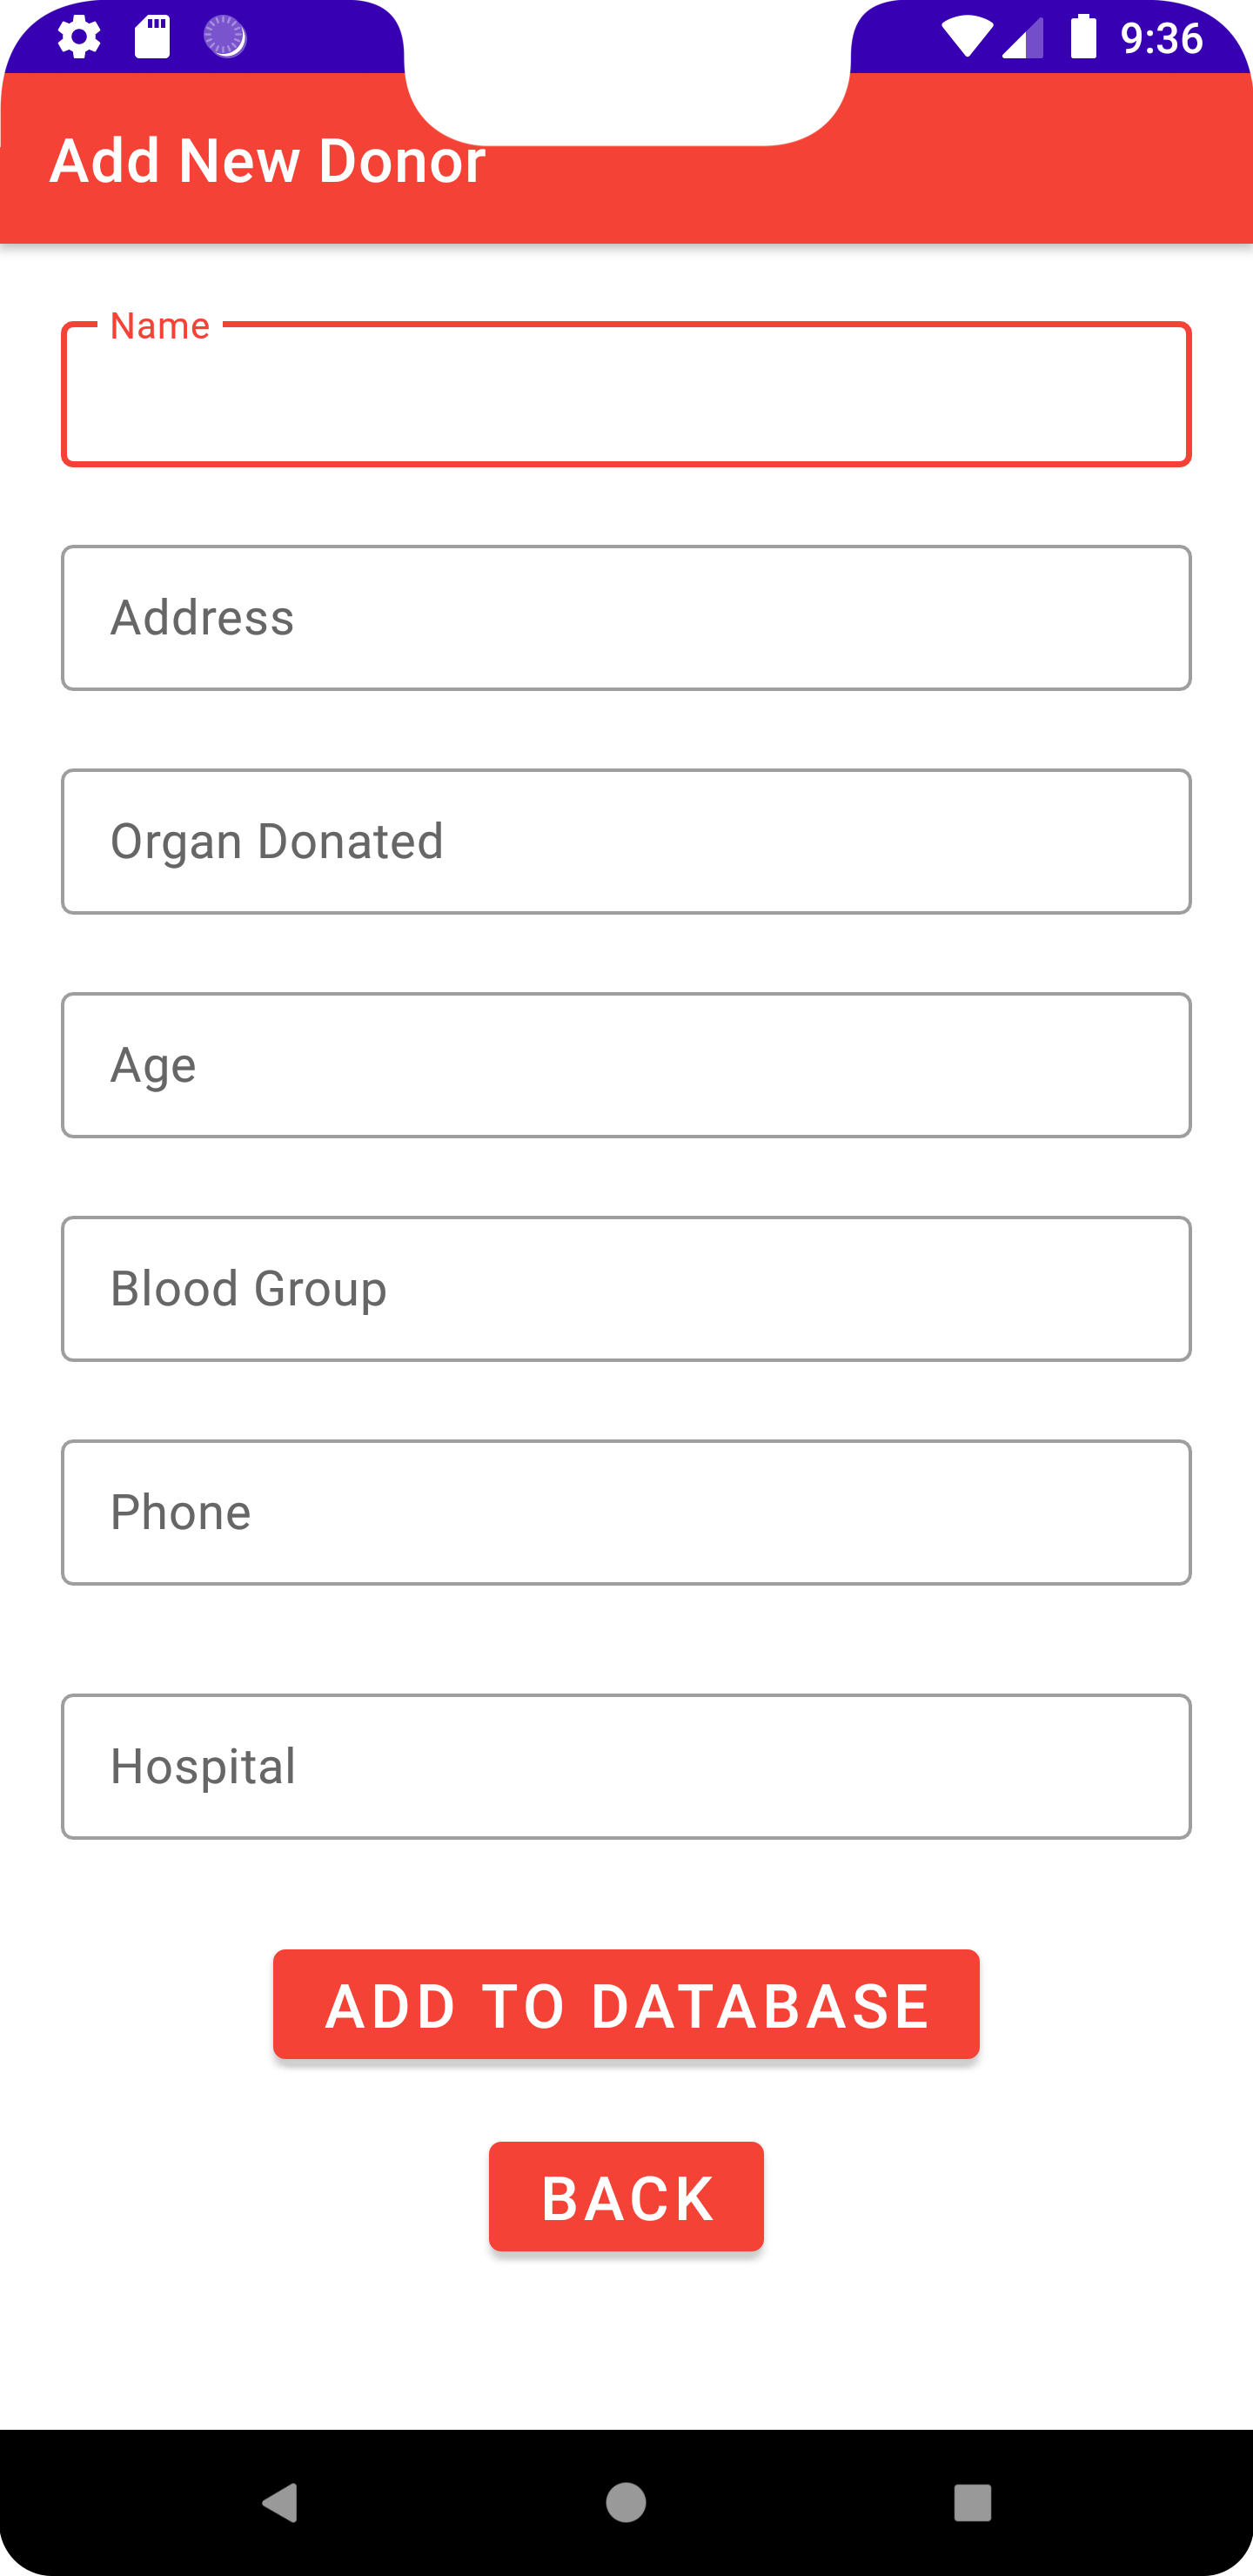 9:36
Add New Donor
Name
Address
Organ Donated
Age
Blood Group
Phone
Hospital
ADD TO DATABASE
BACK